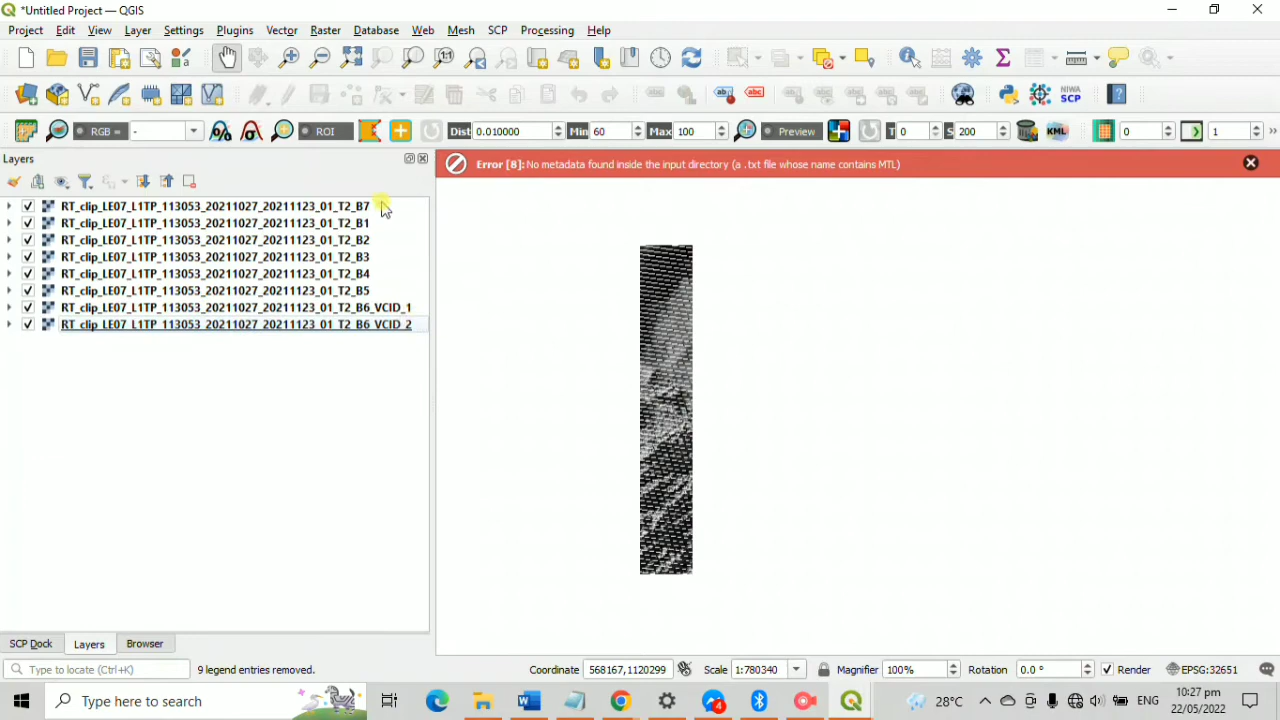 *Untitled Project — QGIS
Project Edit View Layer Settings Plugins Vector Raster Database Web Mesh SCP Processing Help
NIWA
SCP
RGB = - ROI Dist 0.010000 Min 60 Max 100 Preview T 0 S 200 KML 0 1 »
Layers
Error [8]: No metadata found inside the input directory (a .txt file whose name contains MTL)
RT_clip_LE07_L1TP_113053_20211027_20211123_01_T2_B7
RT_clip_LE07_L1TP_113053_20211027_20211123_01_T2_B1
RT_clip_LE07_L1TP_113053_20211027_20211123_01_T2_B2
RT_clip_LE07_L1TP_113053_20211027_20211123_01_T2_B3
RT_clip_LE07_L1TP_113053_20211027_20211123_01_T2_B4
RT_clip_LE07_L1TP_113053_20211027_20211123_01_T2_B5
RT_clip_LE07_L1TP_113053_20211027_20211123_01_T2_B6_VCID_1
RT_clip_LE07_L1TP_113053_20211027_20211123_01_T2_B6_VCID_2
SCP Dock Layers Browser
Type to locate (Ctrl+K) 9 legend entries removed. Coordinate 568167,1120299 Scale 1:780340 Magnifier 100% Rotation 0.0 ° Render EPSG:32651
Type here to search 4 28°C ENG 10:27 pm
22/05/2022